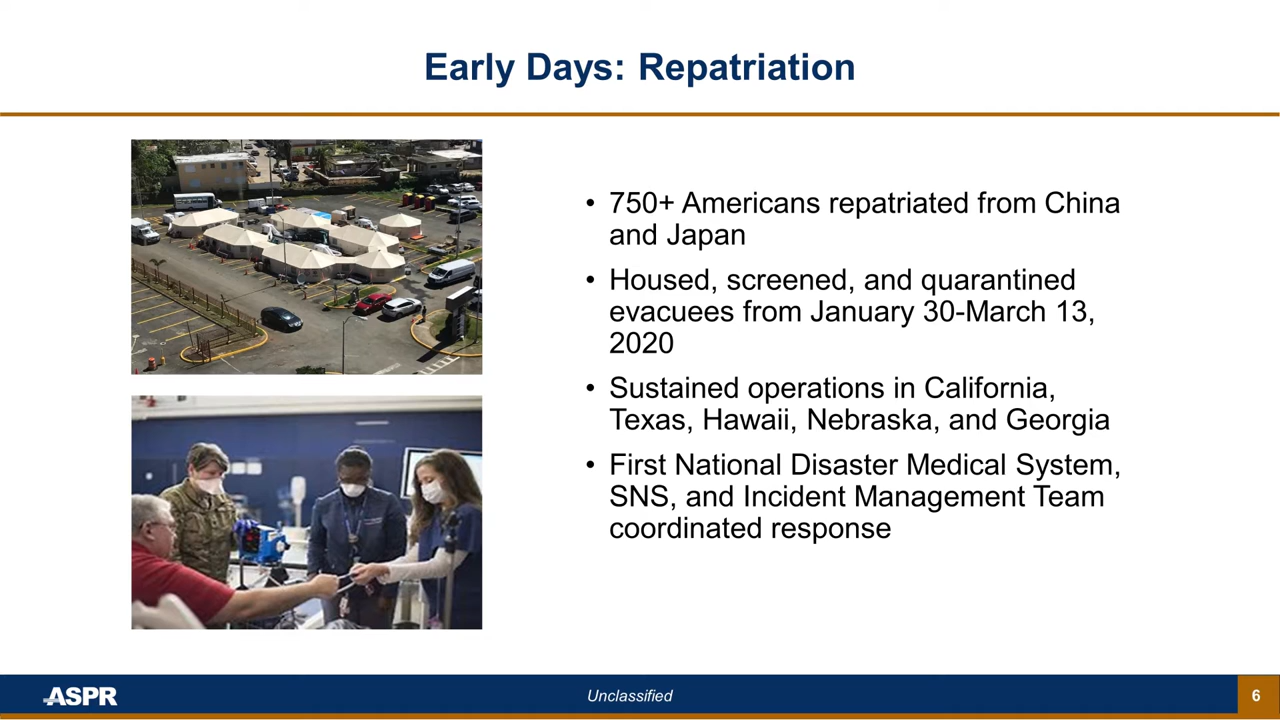 Early Days: Repatriation
• 750+ Americans repatriated from China
and Japan
• Housed, screened, and quarantined
evacuees from January 30-March 13,
2020
• Sustained operations in California,
Texas, Hawaii, Nebraska, and Georgia
• First National Disaster Medical System,
SNS, and Incident Management Team
coordinated response
ASPR
Unclassified
6